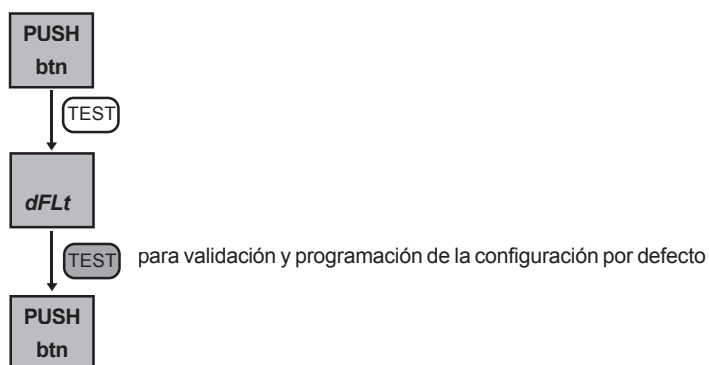 PUSH
btn
TEST
dFLt
TEST para validación y programación de la configuración por defecto
PUSH
btn